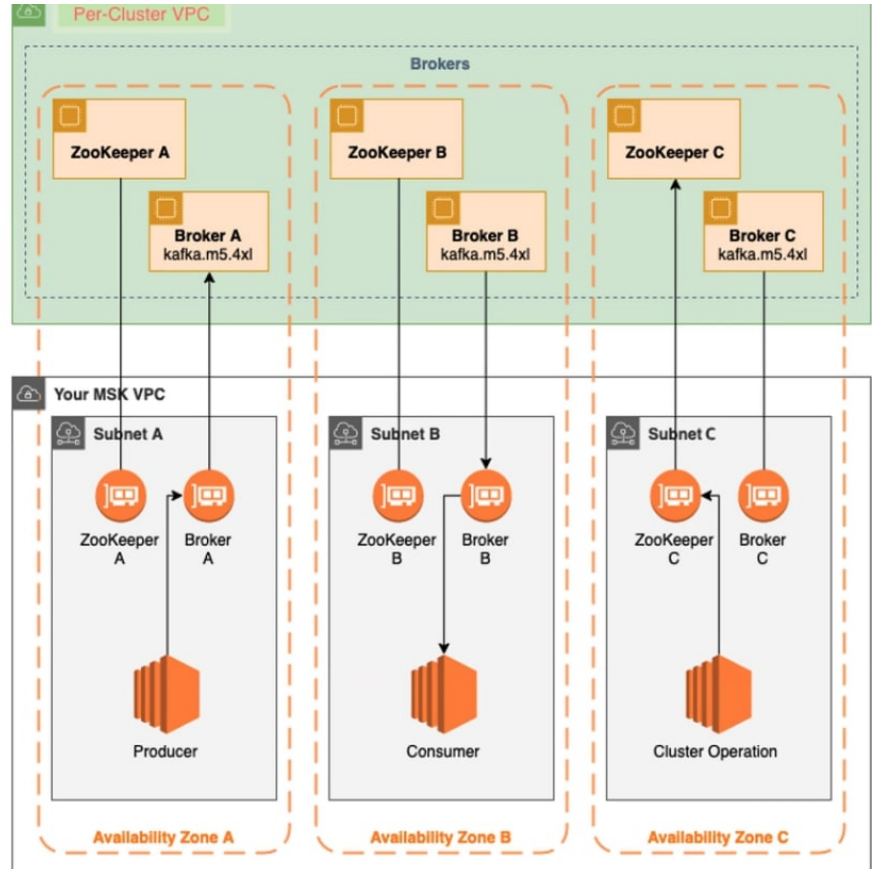 Per-Cluster VPC
Brokers
ZooKeeper A
ZooKeeper B
ZooKeeper C
Broker A
kafka.m5.4xl
Broker B
kafka.m5.4xl
Broker C
kafka.m5.4xl
Your MSK VPC
Subnet A
Subnet B
Subnet C
ZooKeeper
A
Broker
A
ZooKeeper
B
Broker
B
ZooKeeper
C
Broker
C
Producer
Consumer
Cluster Operation
Availability Zone A
Availability Zone B
Availability Zone C